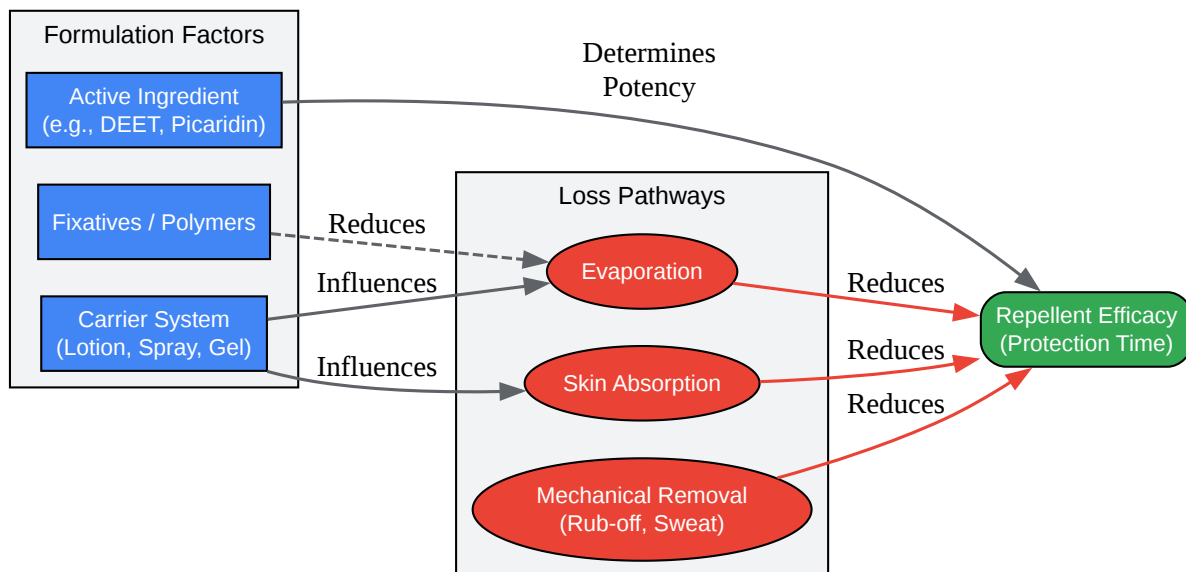 Formulation Factors
Active Ingredient
(e.g., DEET, Picaridin)
Fixatives / Polymers
Carrier System
(Lotion, Spray, Gel)
Determines
Potency
Reduces
Influences
Influences
Loss Pathways
Evaporation
Skin Absorption
Mechanical Removal
(Rub-off, Sweat)
Reduces
Reduces
Reduces
Repellent Efficacy
(Protection Time)